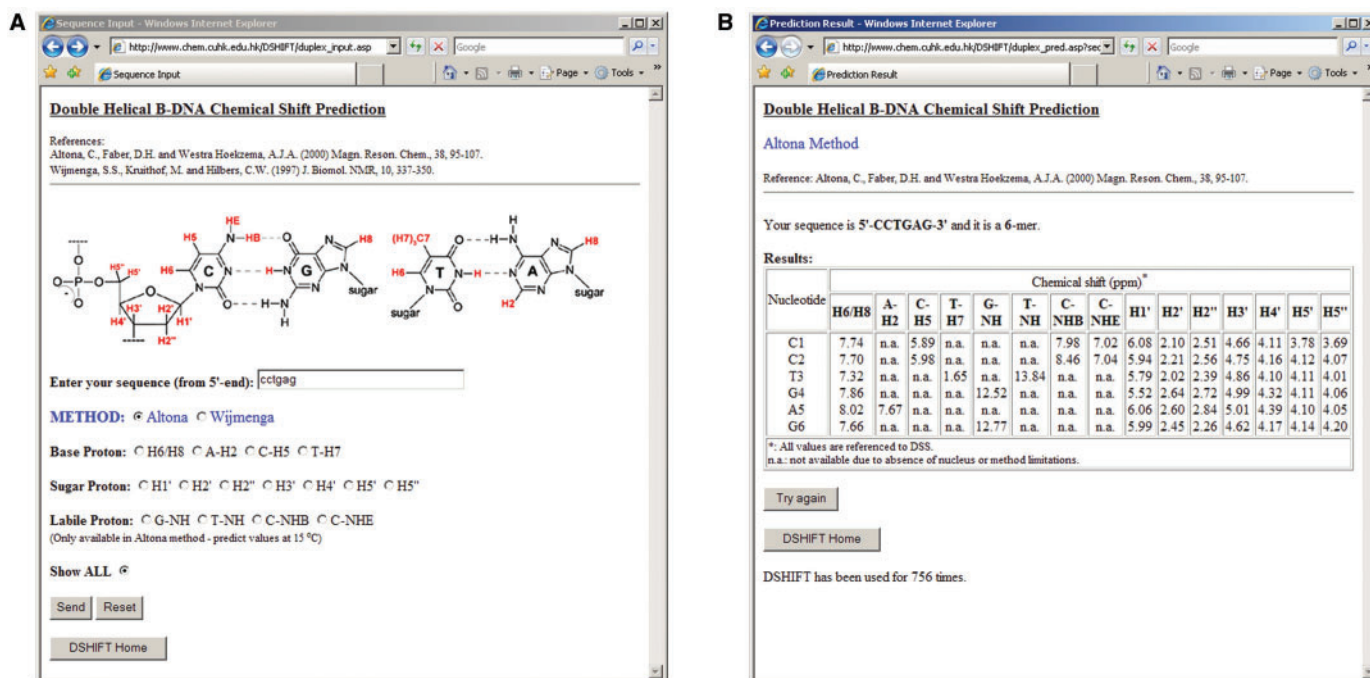 A
Sequence Input - Windows Internet Explorer
http://www.chem.cuhk.edu.hk/DSHIFT/duplex_input.asp
Google
Sequence Input
Page
Tools
»
Double Helical B-DNA Chemical Shift Prediction
References:
Altona, C., Faber, D.H. and Westra Hoekzema, A.J.A. (2000) Magn. Reson. Chem., 38, 95-107.
Wijmenga, S.S., Kruithof, M. and Hilbers, C.W. (1997) J. Biomol. NMR, 10, 337-350.
HE
H5 N HB O N H8 (H7)3C7 O H N H N H8
H6 C N H N G N sugar H6 T N H N A N sugar
O P O O- O H5'' H5' O H4' H3' H2' H1' H2''
N O H N H sugar N O H2 N
Enter your sequence (from 5'-end): cctgag
METHOD: Altona Wijmenga
Base Proton: H6/H8 A-H2 C-H5 T-H7
Sugar Proton: H1' H2' H2'' H3' H4' H5' H5''
Labile Proton: G-NH T-NH C-NHB C-NHE
(Only available in Altona method - predict values at 15 °C)
Show ALL
Send Reset
DSHIFT Home
B
Prediction Result - Windows Internet Explorer
http://www.chem.cuhk.edu.hk/DSHIFT/duplex_pred.asp?sec
Google
Prediction Result
Page
Tools
»
Double Helical B-DNA Chemical Shift Prediction
Altona Method
Reference: Altona, C., Faber, D.H. and Westra Hoekzema, A.J.A. (2000) Magn. Reson. Chem., 38, 95-107.
Your sequence is 5'-CCTGAG-3' and it is a 6-mer.
Results:
Nucleotide Chemical shift (ppm)*
H6/H8 A-H2 C-H5 T-H7 G-NH T-NH C-NHB C-NHE H1' H2' H2'' H3' H4' H5' H5''
C1 7.74 n.a. 5.89 n.a. n.a. n.a. 7.98 7.02 6.08 2.10 2.51 4.66 4.11 3.78 3.69
C2 7.70 n.a. 5.98 n.a. n.a. n.a. 8.46 7.04 5.94 2.21 2.56 4.75 4.16 4.12 4.07
T3 7.32 n.a. n.a. 1.65 n.a. 13.84 n.a. n.a. 5.79 2.02 2.39 4.86 4.10 4.11 4.01
G4 7.86 n.a. n.a. n.a. 12.52 n.a. n.a. n.a. 5.52 2.64 2.72 4.99 4.32 4.11 4.06
A5 8.02 7.67 n.a. n.a. n.a. n.a. n.a. n.a. 6.06 2.60 2.84 5.01 4.39 4.10 4.05
G6 7.66 n.a. n.a. n.a. 12.77 n.a. n.a. n.a. 5.99 2.45 2.26 4.62 4.17 4.14 4.20
*: All values are referenced to DSS.
n.a.: not available due to absence of nucleus or method limitations.
Try again
DSHIFT Home
DSHIFT has been used for 756 times.